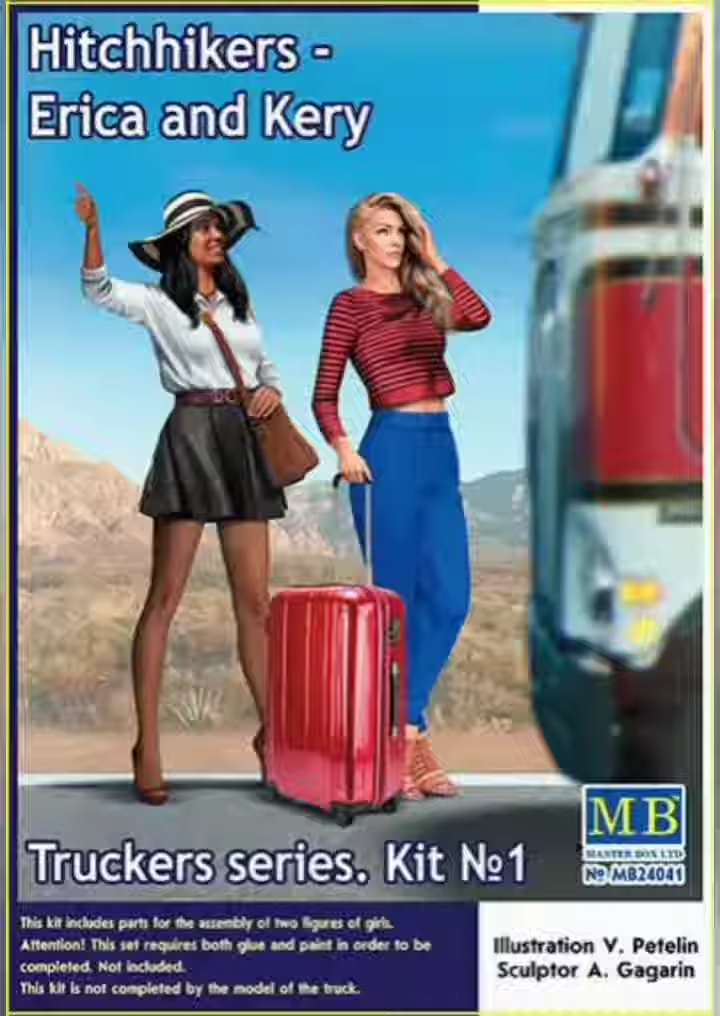 Hitchhikers -
Erica and Kery
Truckers series. Kit №1
MB
MASTER BOX LTD
№ MB24041
This kit includes parts for the assembly of two figures of girls.
Attention! This set requires both glue and paint in order to be
completed. Not included.
This kit is not completed by the model of the truck.
Illustration V. Petelin
Sculptor A. Gagarin